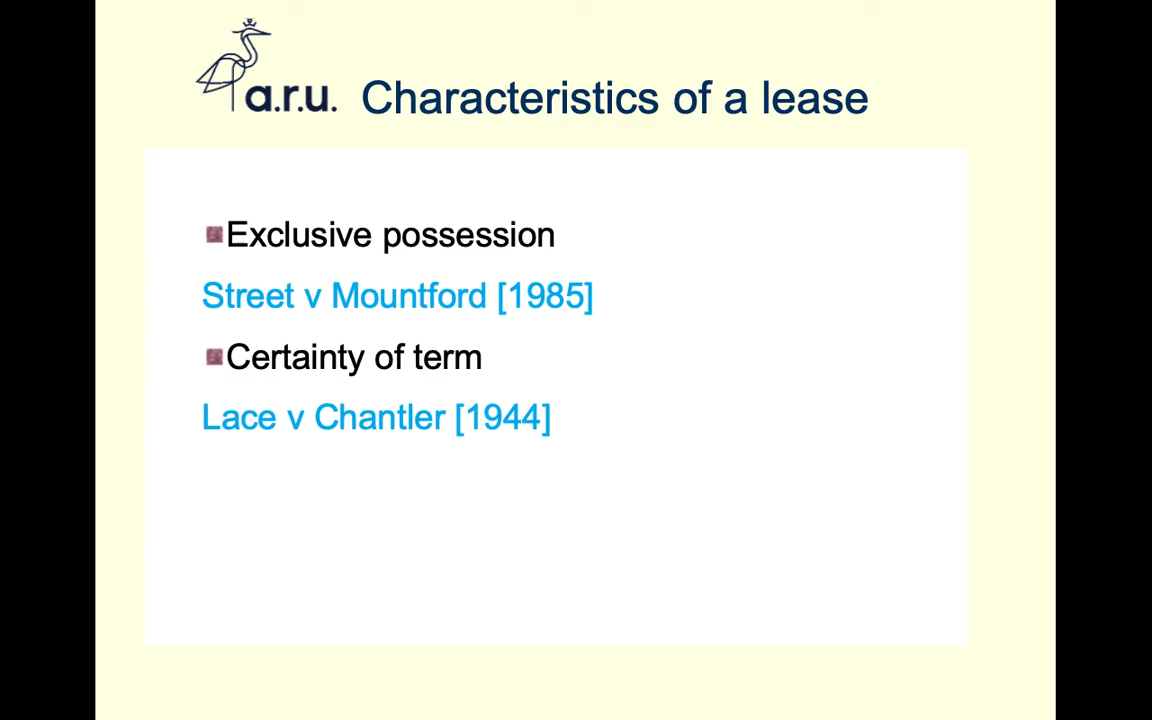 a.r.u. Characteristics of a lease
Exclusive possession
Street v Mountford [1985]
Certainty of term
Lace v Chantler [1944]